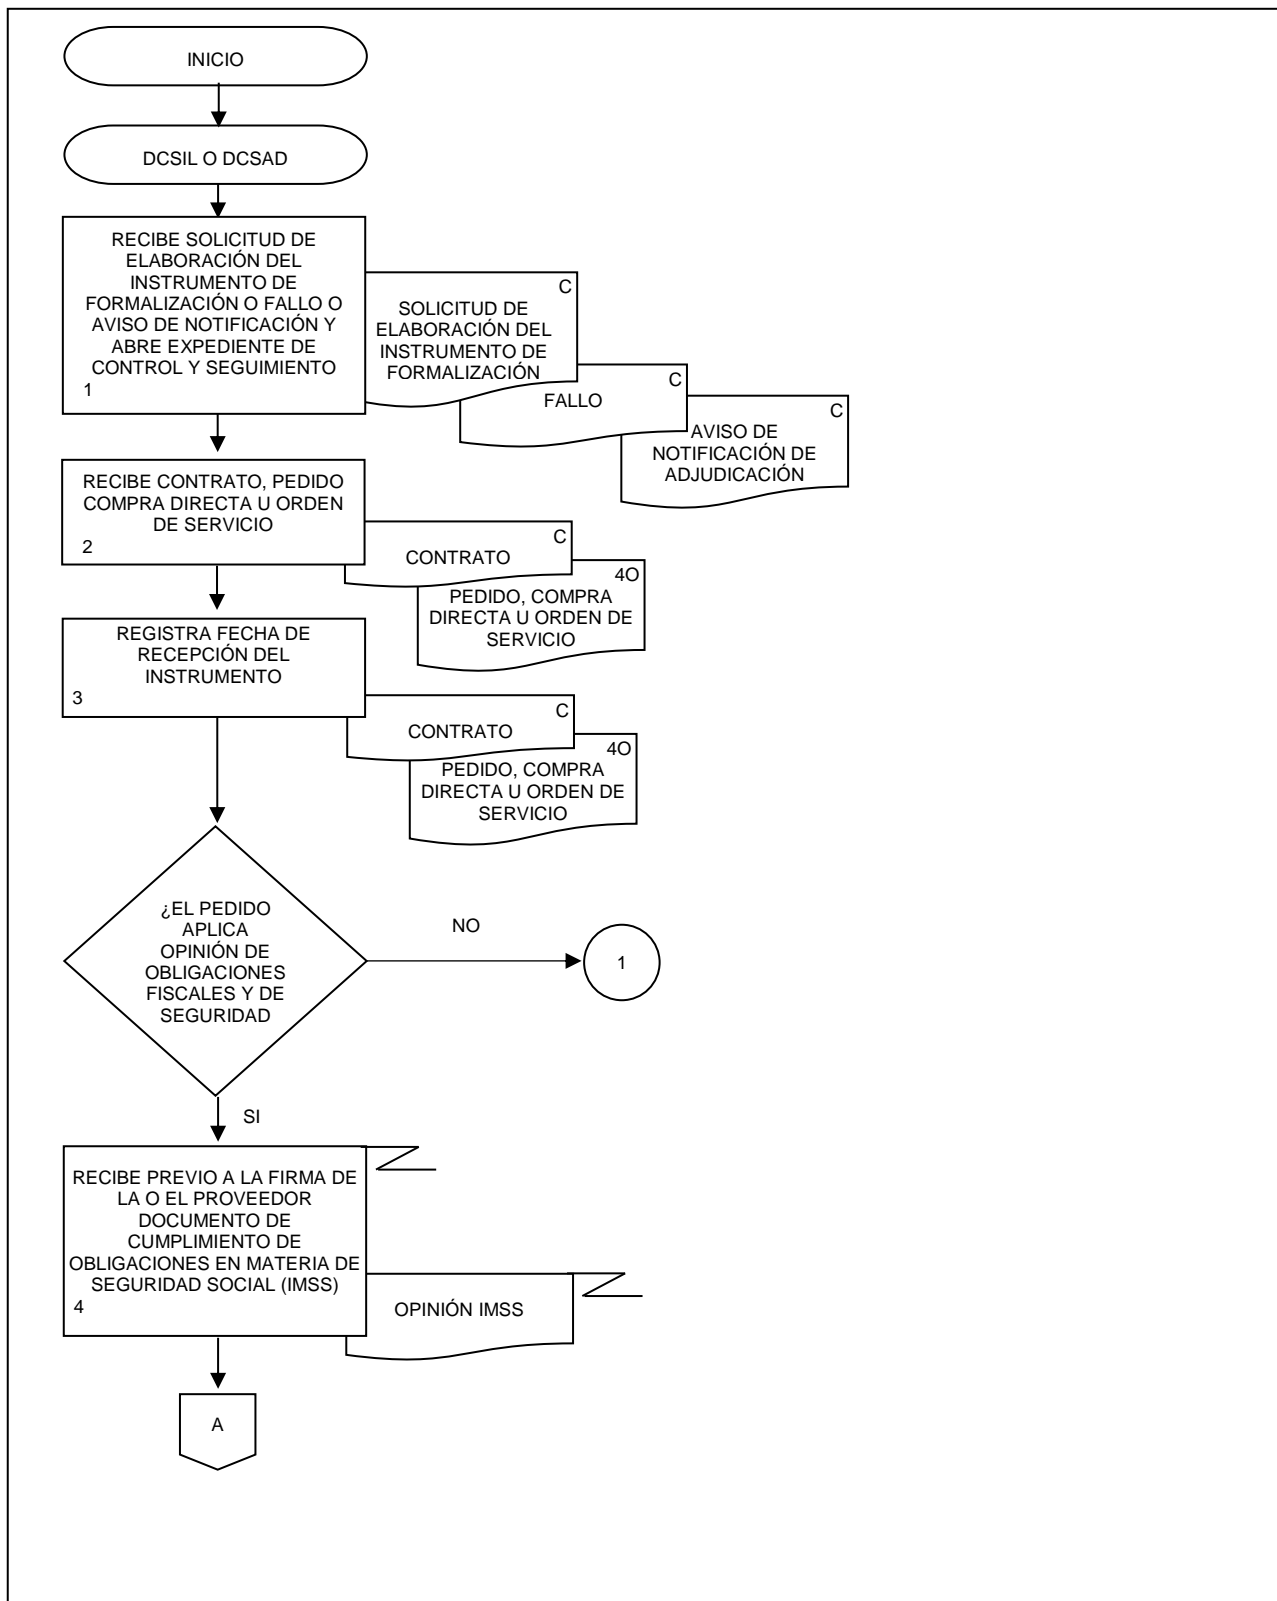 INICIO
DCSIL O DCSAD
RECIBE SOLICITUD DE
ELABORACIÓN DEL
INSTRUMENTO DE
FORMALIZACIÓN O FALLO O
AVISO DE NOTIFICACIÓN Y
ABRE EXPEDIENTE DE
CONTROL Y SEGUIMIENTO
1
C
SOLICITUD DE
ELABORACIÓN DEL
INSTRUMENTO DE
FORMALIZACIÓN
C
FALLO
C
AVISO DE
NOTIFICACIÓN DE
ADJUDICACIÓN
RECIBE CONTRATO, PEDIDO
COMPRA DIRECTA U ORDEN
DE SERVICIO
2
C
CONTRATO
4O
PEDIDO, COMPRA
DIRECTA U ORDEN DE
SERVICIO
REGISTRA FECHA DE
RECEPCIÓN DEL
INSTRUMENTO
3
C
CONTRATO
4O
PEDIDO, COMPRA
DIRECTA U ORDEN DE
SERVICIO
¿EL PEDIDO
APLICA
OPINIÓN DE
OBLIGACIONES
FISCALES Y DE
SEGURIDAD
NO
1
SI
RECIBE PREVIO A LA FIRMA DE
LA O EL PROVEEDOR
DOCUMENTO DE
CUMPLIMIENTO DE
OBLIGACIONES EN MATERIA DE
SEGURIDAD SOCIAL (IMSS)
4
OPINIÓN IMSS
A